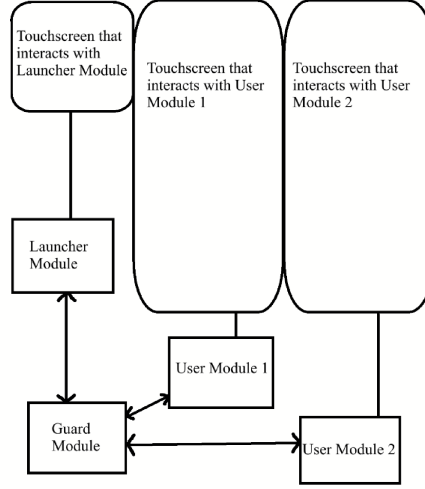 Touchscreen that
interacts with
Launcher Module
Touchscreen that
interacts with User
Module 1
Touchscreen that
interacts with User
Module 2
Launcher
Module
User Module 1
Guard
Module
User Module 2